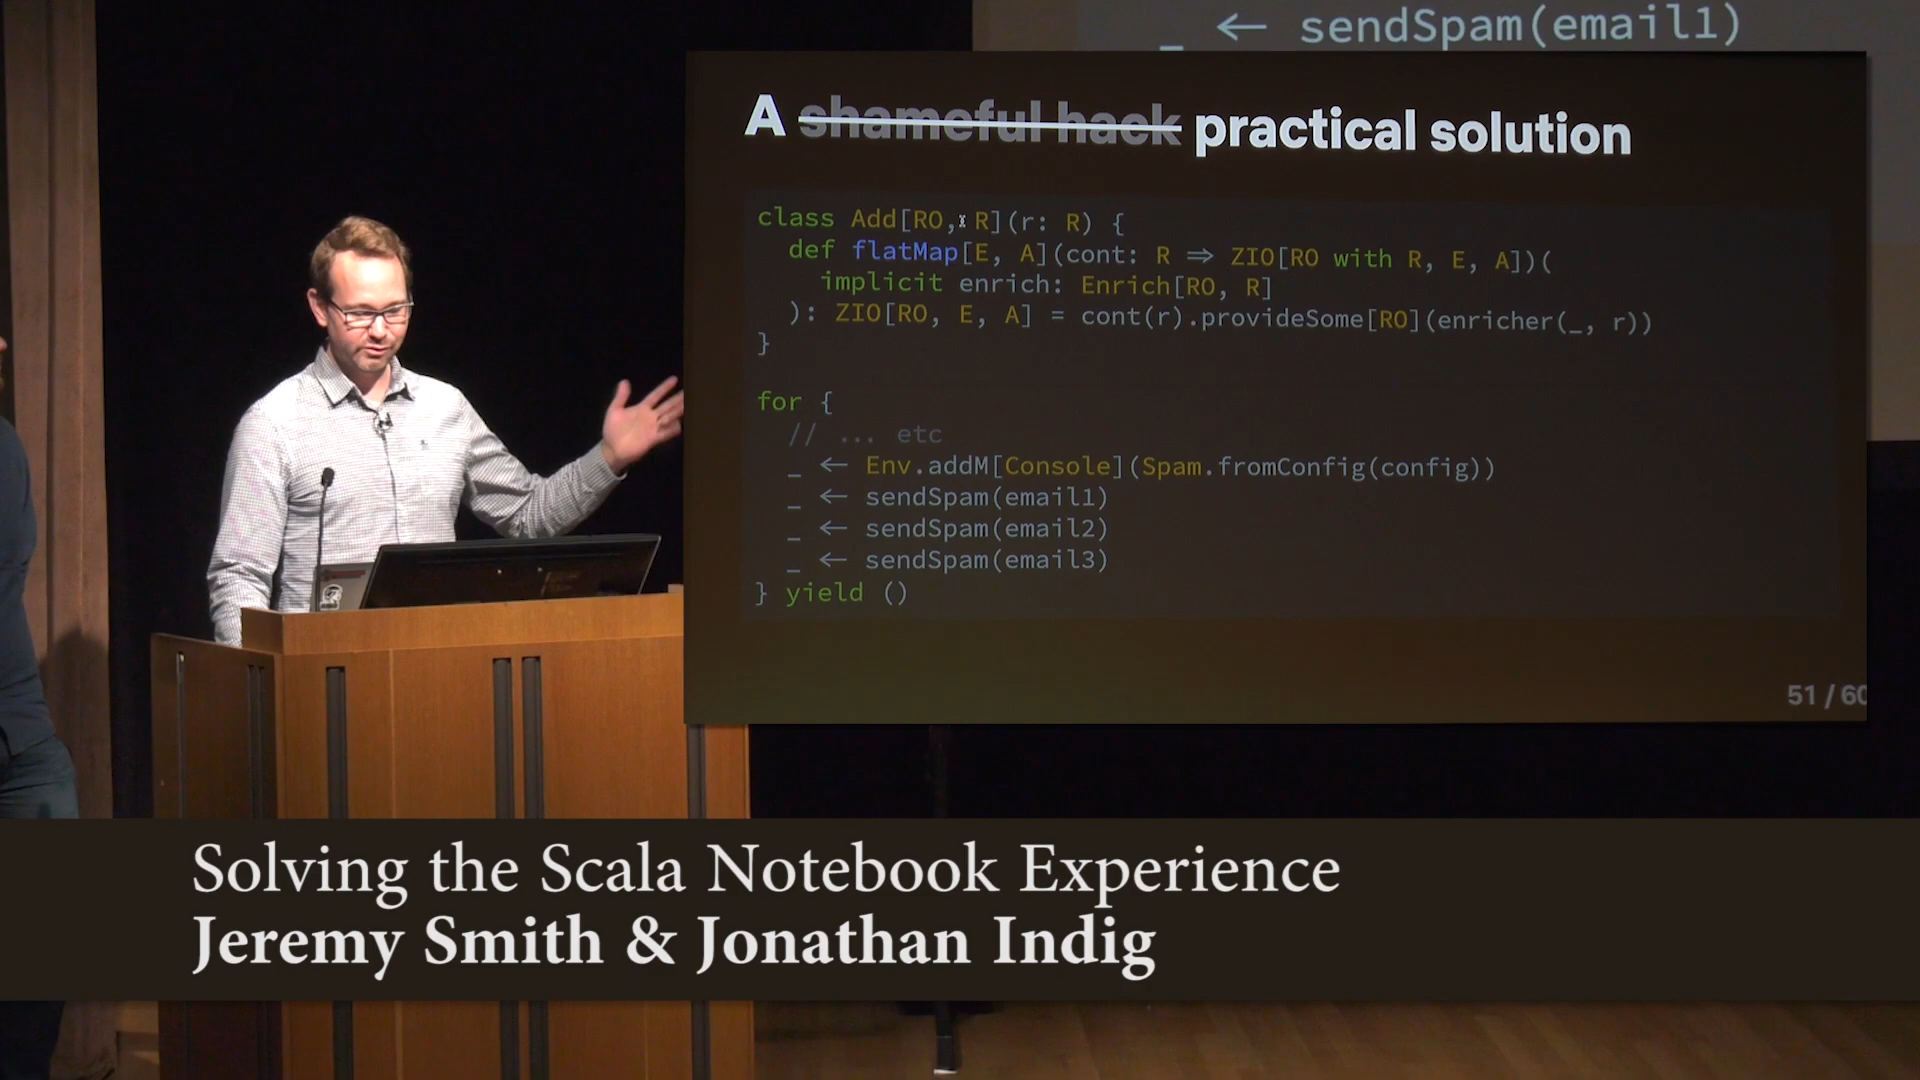 _ ← sendSpam(email1)
A shameful hack practical solution
class Add[RO, R](r: R) {
def flatMap[E, A](cont: R ⇒ ZIO[RO with R, E, A])(
implicit enrich: Enrich[RO, R]
): ZIO[RO, E, A] = cont(r).provideSome[RO](enricher(_, r))
}
for {
// ... etc
_ ← Env.addM[Console](Spam.fromConfig(config))
_ ← sendSpam(email1)
_ ← sendSpam(email2)
_ ← sendSpam(email3)
} yield ()
51 / 60
Solving the Scala Notebook Experience
Jeremy Smith & Jonathan Indig